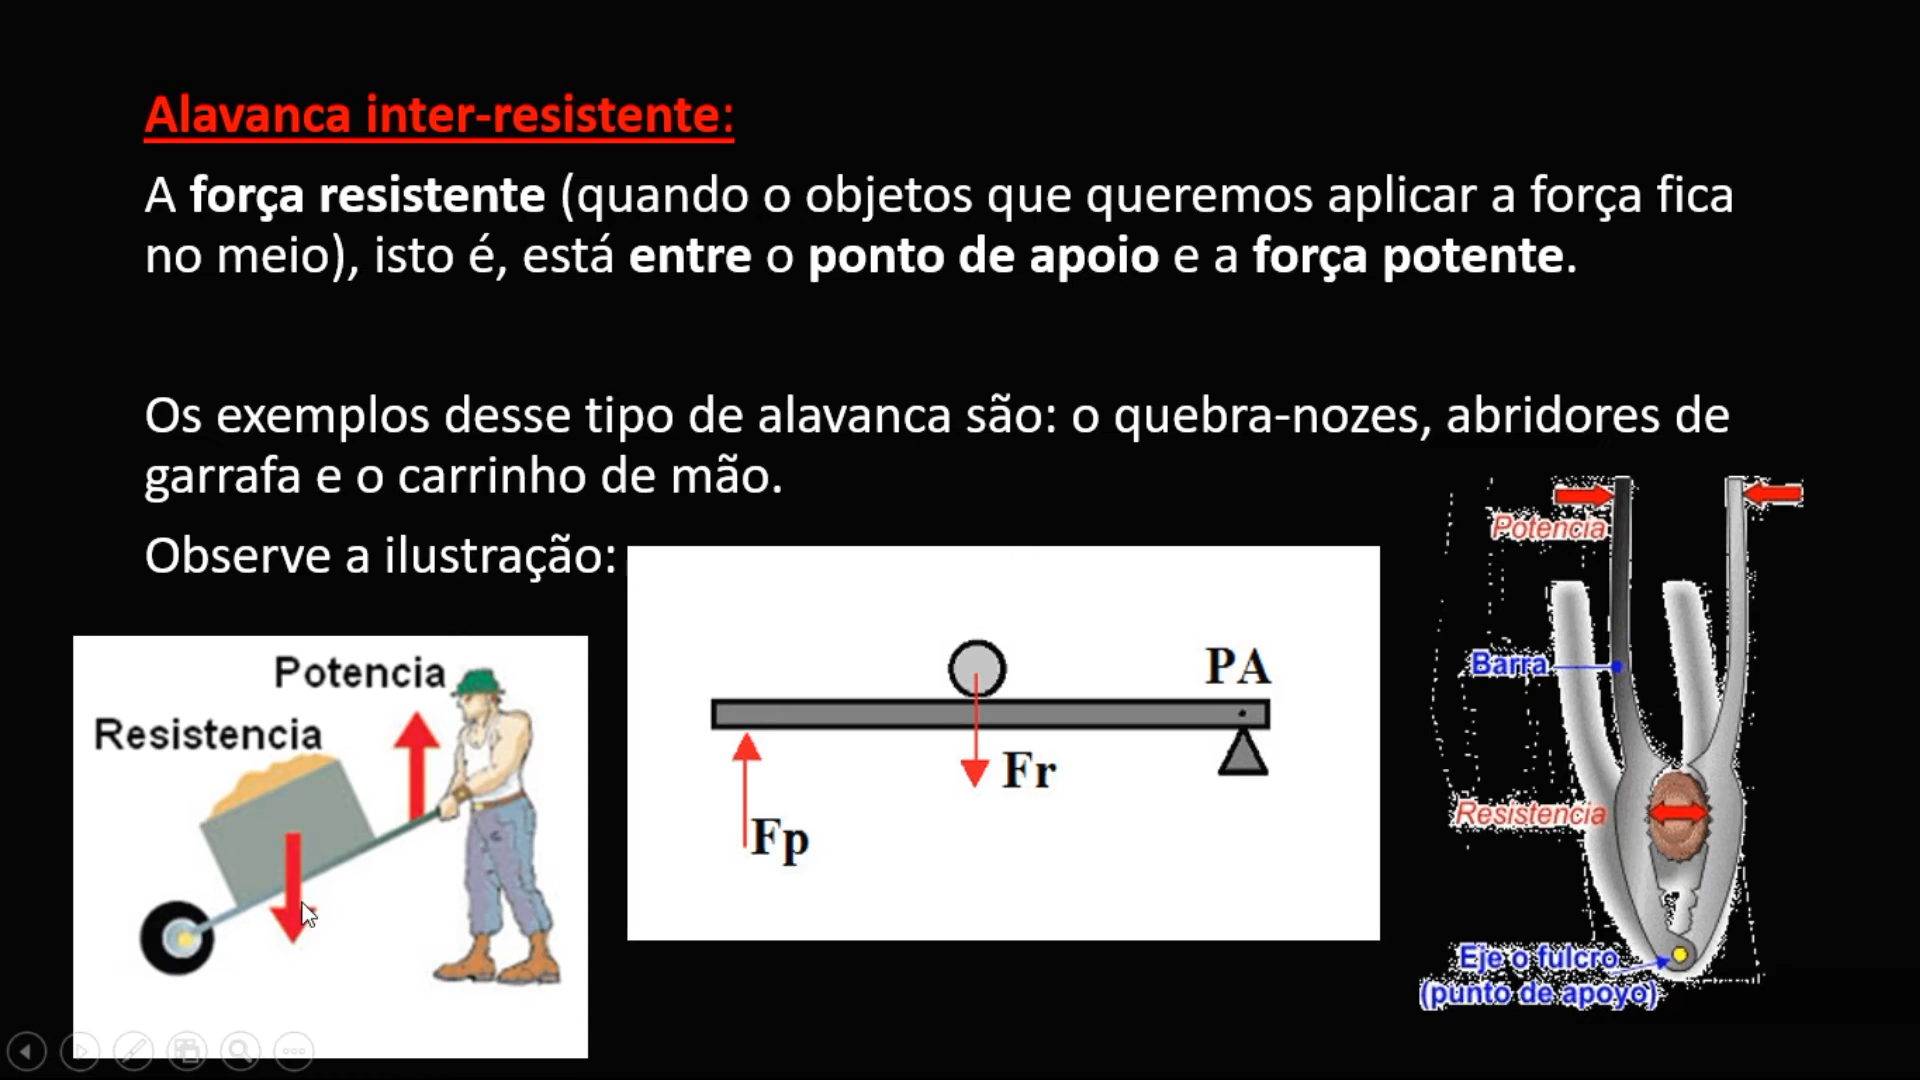 Alavanca inter-resistente:
A força resistente (quando o objetos que queremos aplicar a força fica
no meio), isto é, está entre o ponto de apoio e a força potente.
Os exemplos desse tipo de alavanca são: o quebra-nozes, abridores de
garrafa e o carrinho de mão.
Observe a ilustração:
Potencia
Resistencia
PA
Fr
Fp
Potencia
Barra
Resistencia
Eje o fulcro
(punto de apoyo)